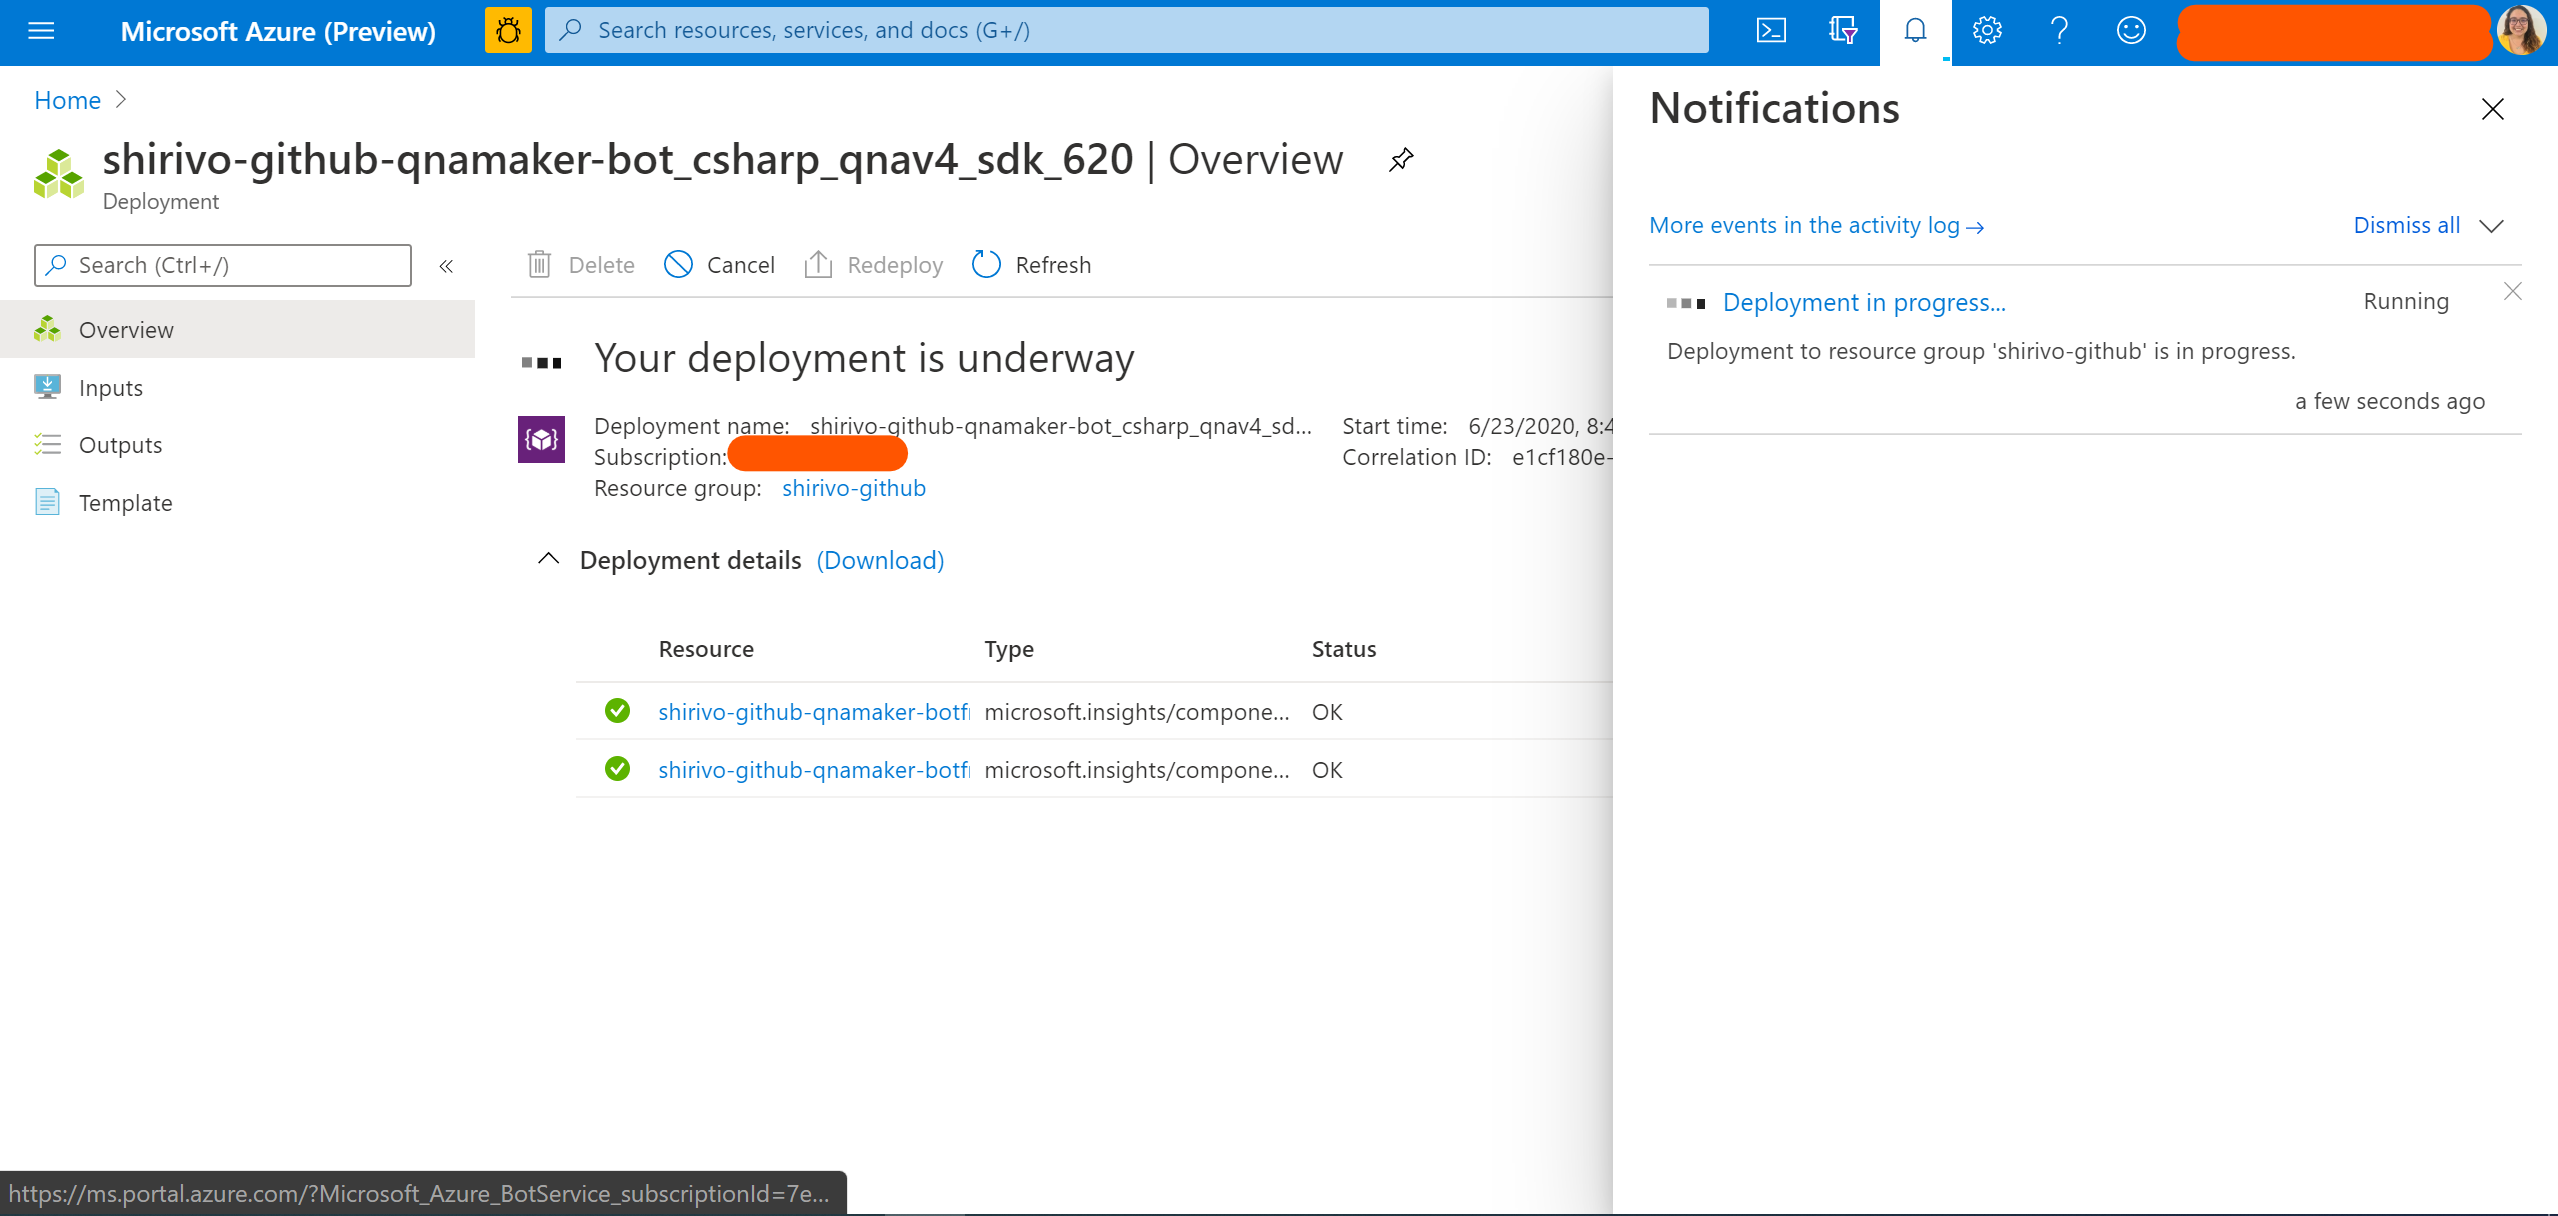 Microsoft Azure (Preview)
Search resources, services, and docs (G+/)
Home
shirivo-github-qnamaker-bot_csharp_qnav4_sdk_620 | Overview
Deployment
Search (Ctrl+/)
«
Overview
Inputs
Outputs
Template
Delete
Cancel
Redeploy
Refresh
Your deployment is underway
Deployment name: shirivo-github-qnamaker-bot_csharp_qnav4_sd...
Subscription:
Resource group: shirivo-github
Start time: 6/23/2020, 8:4
Correlation ID: e1cf180e-
Deployment details (Download)
Resource Type Status
shirivo-github-qnamaker-botf microsoft.insights/compone... OK
shirivo-github-qnamaker-botf microsoft.insights/compone... OK
Notifications
More events in the activity log →
Dismiss all
Deployment in progress... Running
Deployment to resource group 'shirivo-github' is in progress.
a few seconds ago
https://ms.portal.azure.com/?Microsoft_Azure_BotService_subscriptionId=7e...